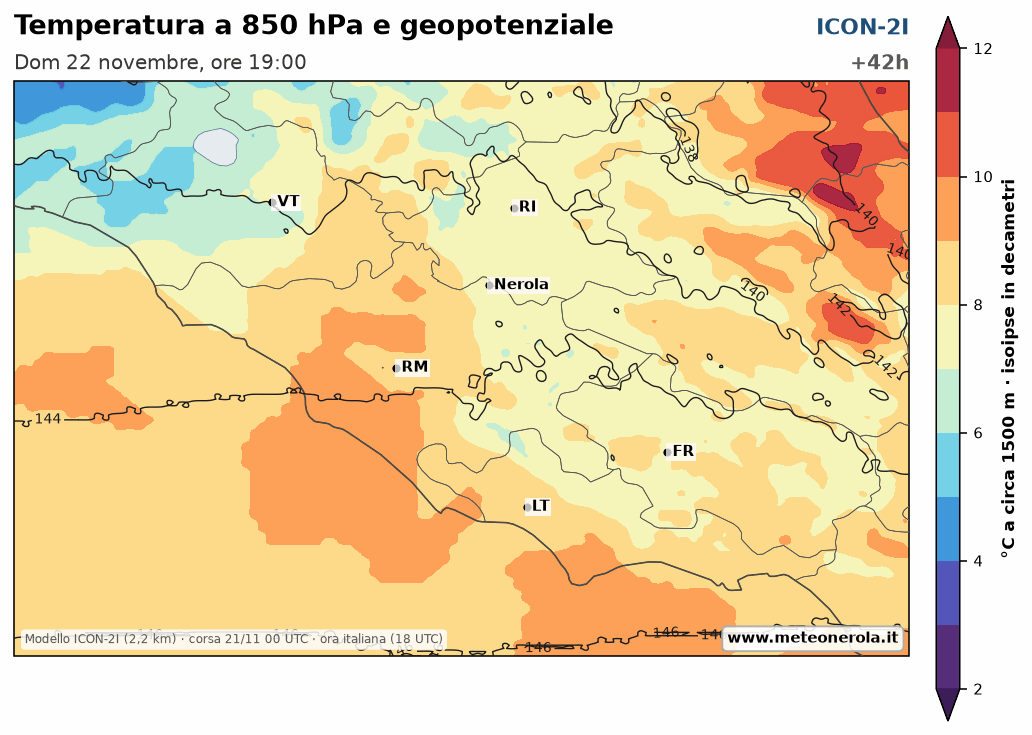 Temperatura a 850 hPa e geopotenziale
ICON-2I
Dom 22 novembre, ore 19:00
+42h
12
138
VT
RI
10
140
140
Nerola
140
142
8
142
RM
144
6
FR
LT
4
146
146
Modello ICON-2I (2,2 km) · corsa 21/11 00 UTC · ora italiana (18 UTC)
www.meteonerola.it
2
°C a circa 1500 m · isoipse in decametri